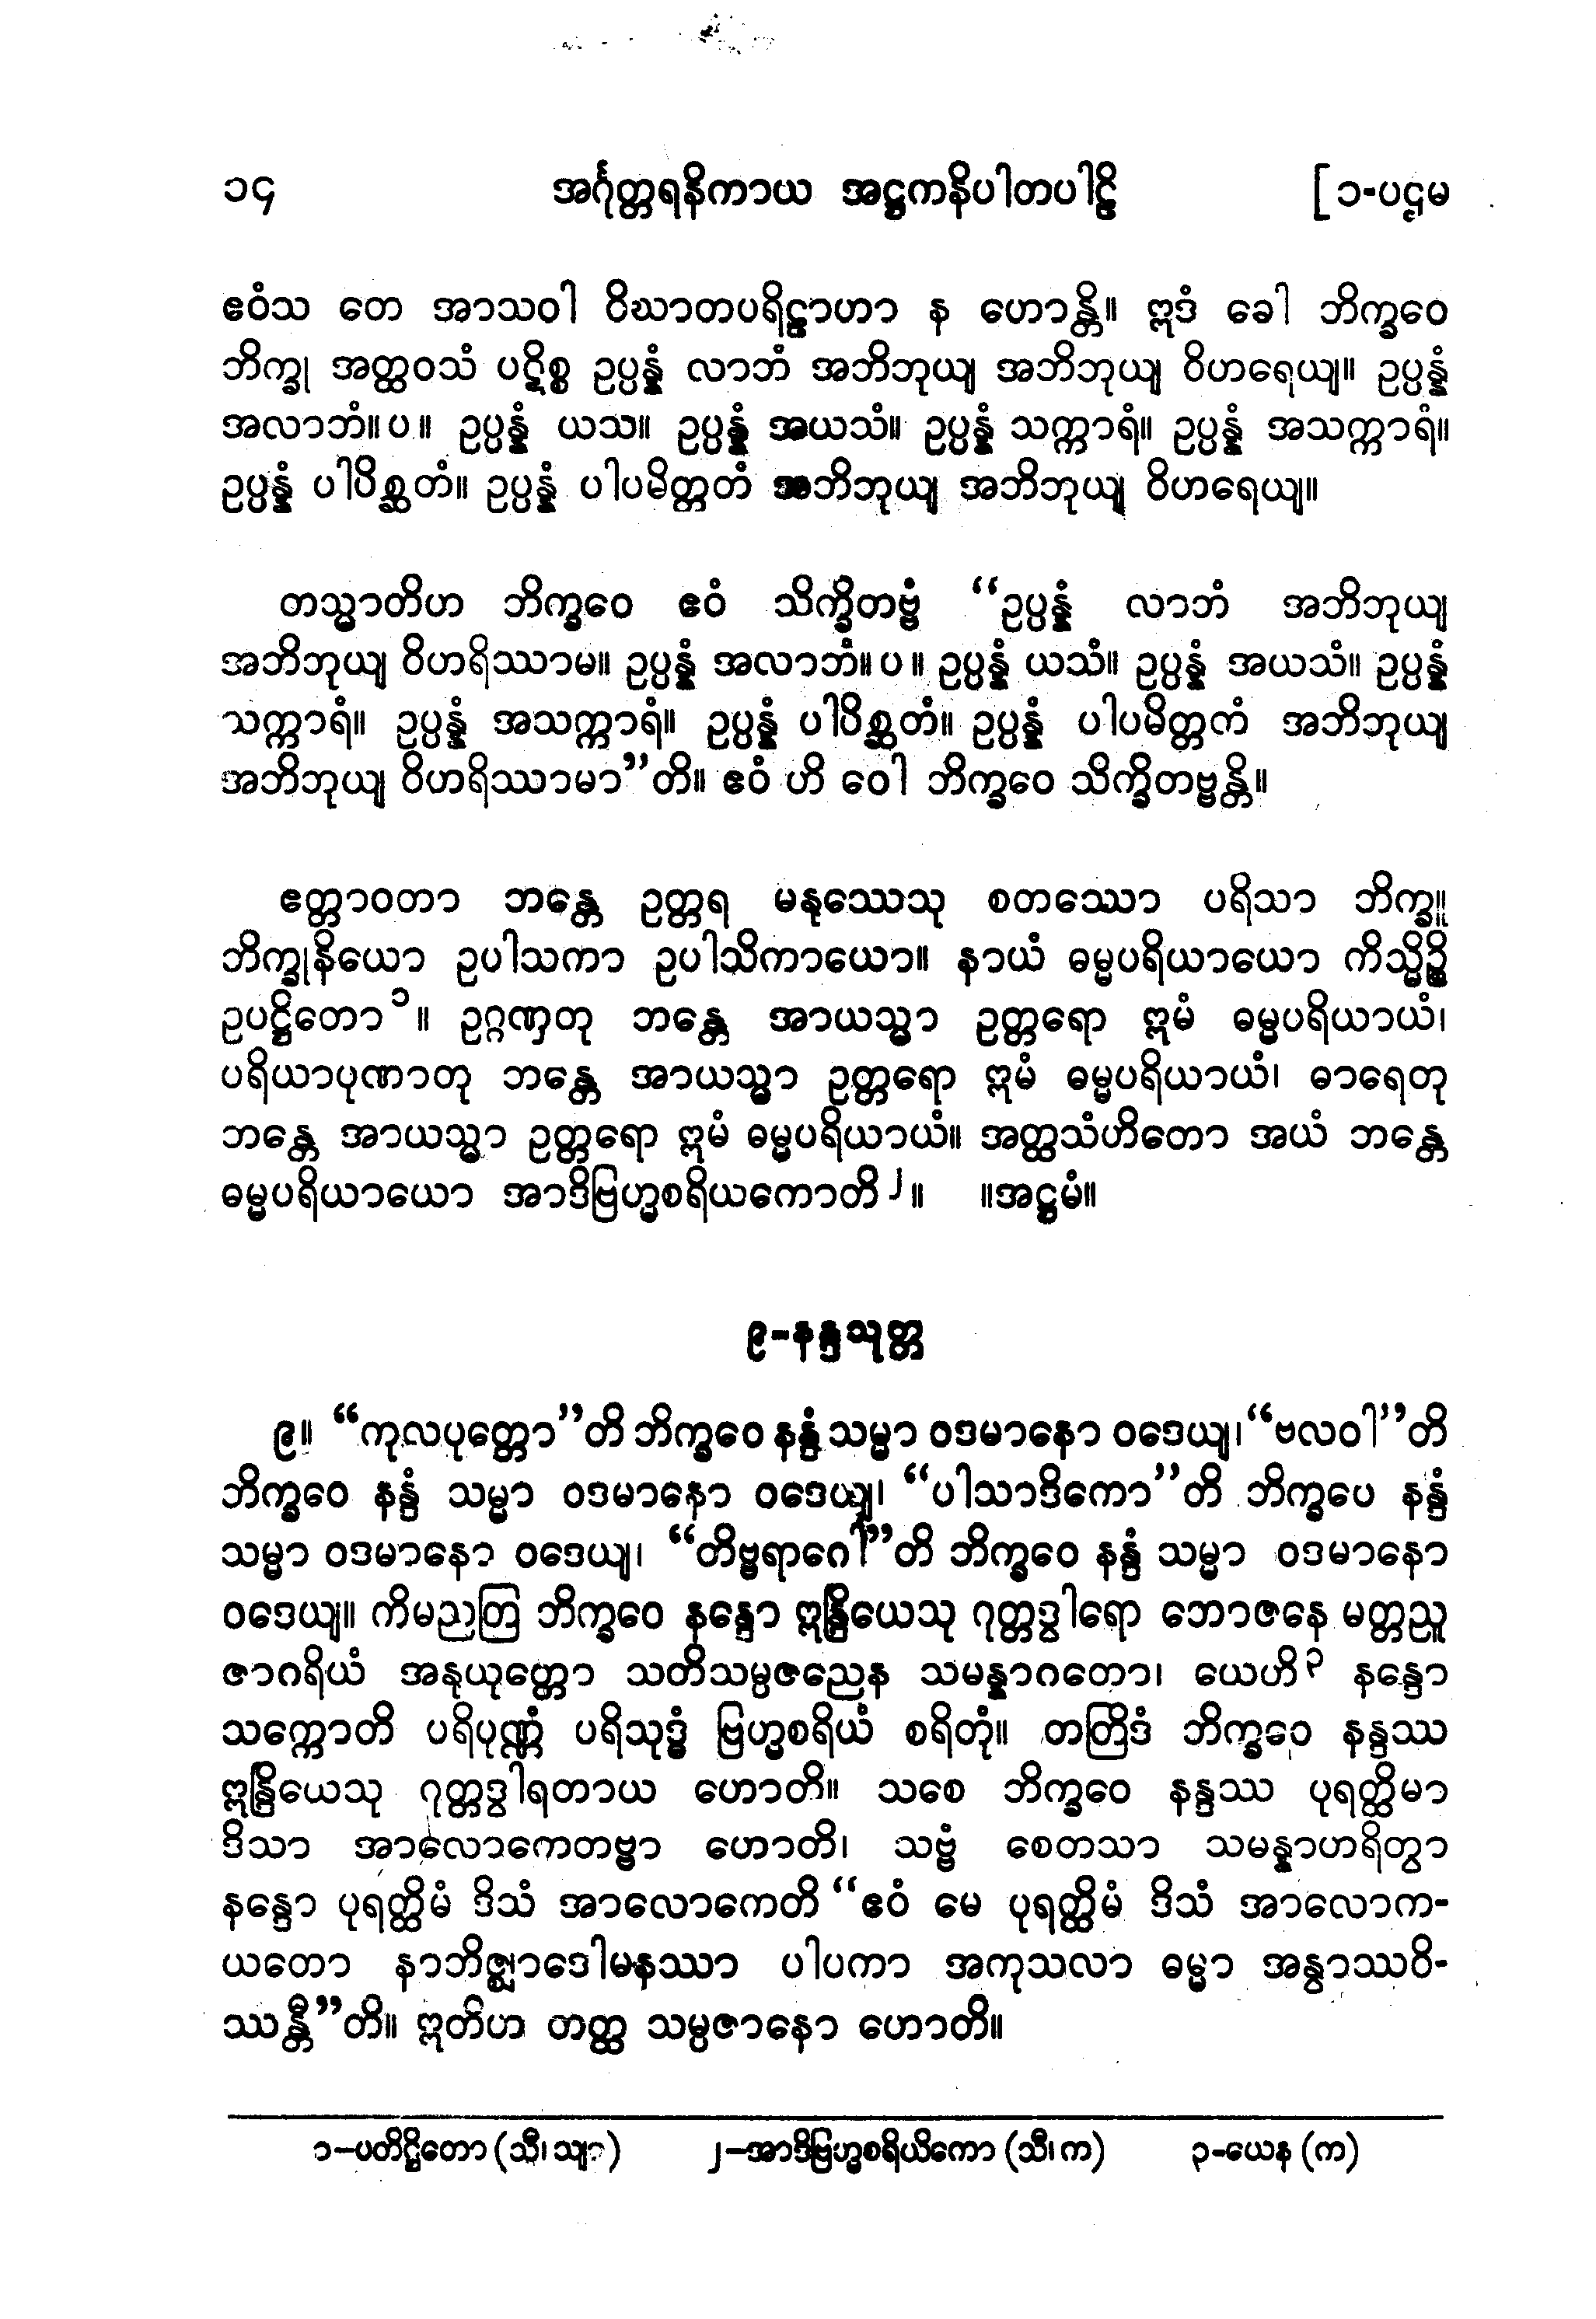 ၁၄ အင်္ဂုတ္တရနိကာယ အဋ္ဌကနိပါတပါဠိ [၁-ပဌမ
ဧဝံသ တေ အာသဝါ ဝိဃာတပရိဠာဟာ န ဟောန္တိ။ ဣဒံ ခေါ ဘိက္ခဝေ
ဘိက္ခု အတ္ထဝသံ ပဋိစ္စ ဥပ္ပန္နံ လာဘံ အဘိဘုယျ အဘိဘုယျ ဝိဟရေယျ။ ဥပ္ပန္နံ
အလာဘံ။ပ။ ဥပ္ပန္နံ ယသ။ ဥပ္ပန္နံ အယသံ။ ဥပ္ပန္နံ သက္ကာရံ။ ဥပ္ပန္နံ အသက္ကာရံ။
ဥပ္ပန္နံ ပါပိစ္ဆတံ။ ဥပ္ပန္နံ ပါပမိတ္တတံ အဘိဘုယျ အဘိဘုယျ ဝိဟရေယျ။
တသ္မာတိဟ ဘိက္ခဝေ ဧဝံ သိက္ခိတဗ္ဗံ “ဥပ္ပန္နံ လာဘံ အဘိဘုယျ
အဘိဘုယျ ဝိဟရိဿာမ။ ဥပ္ပန္နံ အလာဘံ။ပ။ ဥပ္ပန္နံ ယသံ။ ဥပ္ပန္နံ အယသံ။ ဥပ္ပန္နံ
သက္ကာရံ။ ဥပ္ပန္နံ အသက္ကာရံ။ ဥပ္ပန္နံ ပါပိစ္ဆတံ။ ဥပ္ပန္နံ ပါပမိတ္တကံ အဘိဘုယျ
အဘိဘုယျ ဝိဟရိဿာမာ”တိ။ ဧဝံ ဟိ ဝေါ ဘိက္ခဝေ သိက္ခိတဗ္ဗန္တိ။
ဧတ္တာဝတာ ဘန္တေ ဥတ္တရ မနုဿေသု စတဿော ပရိသာ ဘိက္ခူ။
ဘိက္ခုနိယော ဥပါသကာ ဥပါသိကာယော။ နာယံ ဓမ္မပရိယာယော ကိသ္မိဉ္စိ
ဥပဋ္ဌိတော၁။ ဥဂ္ဂဏှတု ဘန္တေ အာယသ္မာ ဥတ္တရော ဣမံ ဓမ္မပရိယာယံ၊
ပရိယာပုဏာတု ဘန္တေ အာယသ္မာ ဥတ္တရော ဣမံ ဓမ္မပရိယာယံ၊ ဓာရေတု
ဘန္တေ အာယသ္မာ ဥတ္တရော ဣမံ ဓမ္မပရိယာယံ။ အတ္ထသံဟိတော အယံ ဘန္တေ
ဓမ္မပရိယာယော အာဒိဗြဟ္မစရိယကောတိ၂။ ။အဋ္ဌမံ။
၉-နန္ဒသုတ္တ
၉။ “ကုလပုတ္တော”တိ ဘိက္ခဝေ နန္ဒံ သမ္မာ ဝဒမာနော ဝဒေယျ၊ “ဗလဝါ”တိ
ဘိက္ခဝေ နန္ဒံ သမ္မာ ဝဒမာနော ဝဒေယျ၊ “ပါသာဒိကော”တိ ဘိက္ခပေ နန္ဒံ
သမ္မာ ဝဒမာနော ဝဒေယျ၊ “တိဗ္ဗရာဂေါ”တိ ဘိက္ခဝေ နန္ဒံ သမ္မာ ဝဒမာနော
ဝဒေယျ။ ကိမညတြ ဘိက္ခဝေ နန္ဒော ဣန္ဒြိယေသု ဂုတ္တဒွါရော ဘောဇနေ မတ္တညူ
ဇာဂရိယံ အနုယုတ္တော သတိသမ္ပဇညေန သမန္နာဂတော၊ ယေဟိ၃ နန္ဒော
သက္ကောတိ ပရိပုဏ္ဏံ ပရိသုဒ္ဓံ ဗြဟ္မစရိယံ စရိတုံ။ တတြိဒံ ဘိက္ခဝေ နန္ဒဿ
ဣန္ဒြိယေသု ဂုတ္တဒွါရတာယ ဟောတိ။ သစေ ဘိက္ခဝေ နန္ဒဿ ပုရတ္ထိမာ
ဒိသာ အာလောကေတဗ္ဗာ ဟောတိ၊ သဗ္ဗံ စေတသာ သမန္နာဟရိတွာ
နန္ဒော ပုရတ္ထိမံ ဒိသံ အာလောကေတိ “ဧဝံ မေ ပုရတ္ထိမံ ဒိသံ အာလောက-
ယတော နာဘိဇ္ဈာဒေါမနဿာ ပါပကာ အကုသလာ ဓမ္မာ အန္ဝာဿဝိ-
ဿန္တီ”တိ။ ဣတိဟ တတ္ထ သမ္ပဇာနော ဟောတိ။
၁–ပတိဋ္ဌိတော (သီ၊ သျာ) ၂–အာဒိဗြဟ္မစရိယိကော (သီ၊ က) ၃-ယေန (က)